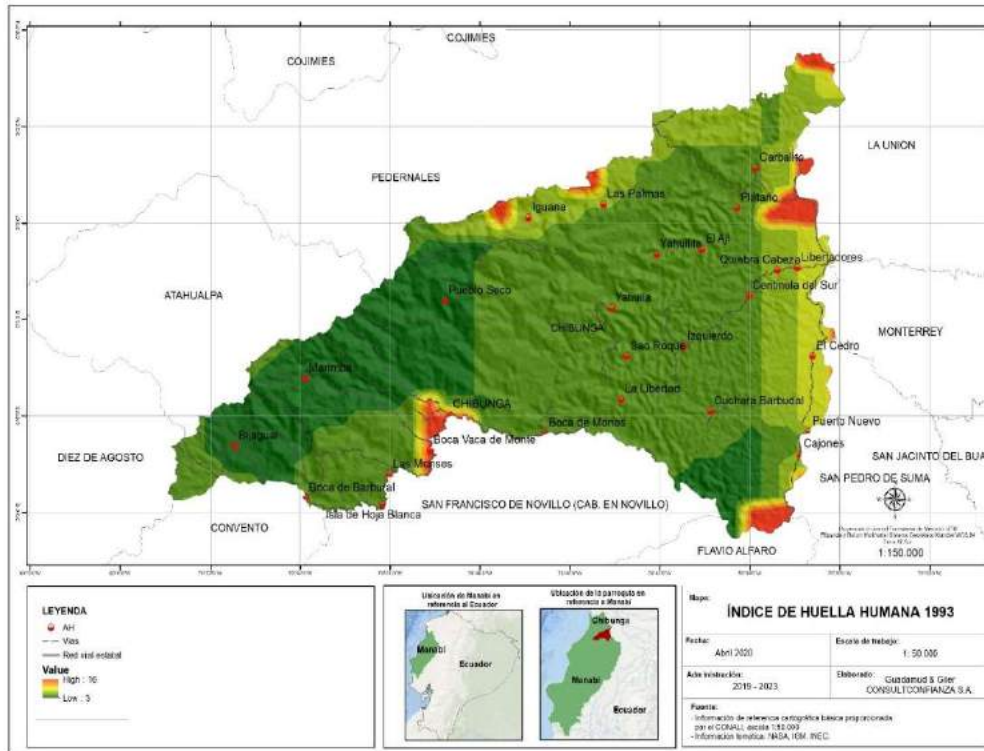 COJIMIES
COJIMIES
LA UNION
Carbalito
PEDERNALES
Las Palmas
Platano
Iguana
Yahuilita
El Aji
Quiebra Cabeza
Libertadores
ATAHUALPA
Pueblo Seco
Centinela del Sur
Yahuila
CHIBUNGA
MONTERREY
Izquierdo
Sao Roque
El Cedro
Marimba
La Libertad
CHIBUNGA
Cuchara Barbudal
Boca de Monos
Puerto Nuevo
Bijagual
Boca Vaca de Monte
Cajones
DIEZ DE AGOSTO
SAN JACINTO DEL BUA
Las Monses
SAN PEDRO DE SUMA
Boca de Barbural
SAN FRANCISCO DE NOVILLO (CAB. EN NOVILLO)
Isla de Hoja Blanca
CONVENTO
FLAVIO ALFARO
1:150.000
LEYENDA
AH
Vias
Red vial estatal
Value
High : 16
Low : 3
Ubicación de Manabí en
referencia al Ecuador
Manabí
Ecuador
Ubicación de la parroquia en
referencia a Manabí
Chibunga
Manabí
Ecuador
Mapa:
ÍNDICE DE HUELLA HUMANA 1993
Fecha:
Abril 2020
Escala de trabajo:
1: 50.000
Administración:
2019 - 2023
Elaborado:
Guadamud & Giler
CONSULTCONFIANZA S.A.
Fuente:
- Información de referencia cartográfica básica proporcionada
por el CONALI, escala 1:50.000
- Información temática: NASA, IGM, INEC.